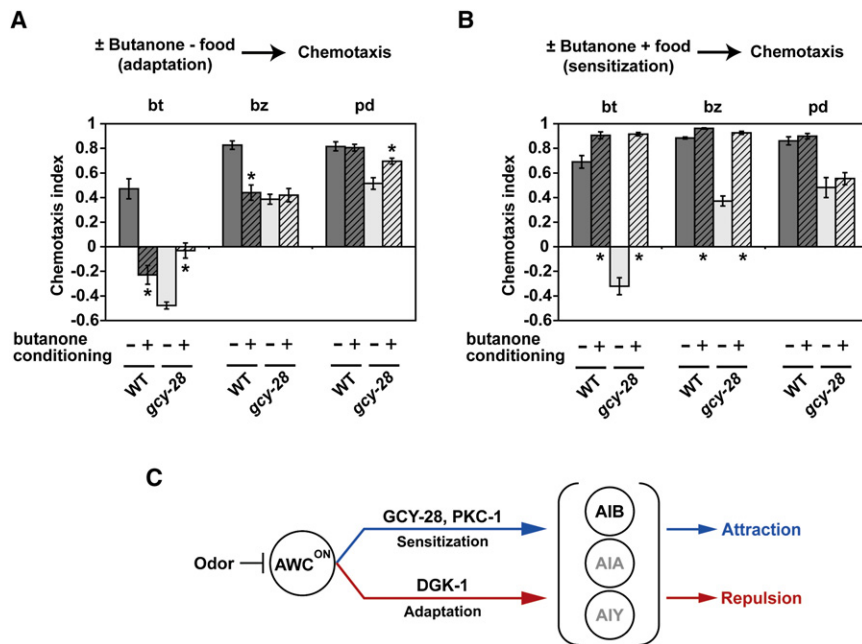 A
± Butanone - food
(adaptation)
Chemotaxis
bt bz pd
Chemotaxis index
1
0.8
0.6
0.4
0.2
0
-0.2
-0.4
-0.6
* * * *
butanone
conditioning
- + - + - + - + - + - +
WT gcy-28 WT gcy-28 WT gcy-28
B
± Butanone + food
(sensitization)
Chemotaxis
bt bz pd
Chemotaxis index
1
0.8
0.6
0.4
0.2
0
-0.2
-0.4
-0.6
* * * *
butanone
conditioning
- + - + - + - + - + - +
WT gcy-28 WT gcy-28 WT gcy-28
C
Odor
AWC^ON
GCY-28, PKC-1
Sensitization
DGK-1
Adaptation
AIB
AIA
AIY
Attraction
Repulsion